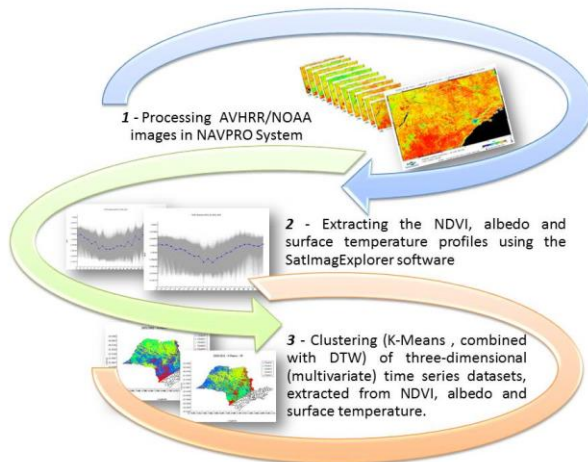 1 - Processing AVHRR/NOAA
images in NAVPRO System
2 - Extracting the NDVI, albedo and
surface temperature profiles using the
SatImagExplorer software
3 - Clustering (K-Means , combined
with DTW) of three-dimensional
(multivariate) time series datasets,
extracted from NDVI, albedo and
surface temperature.